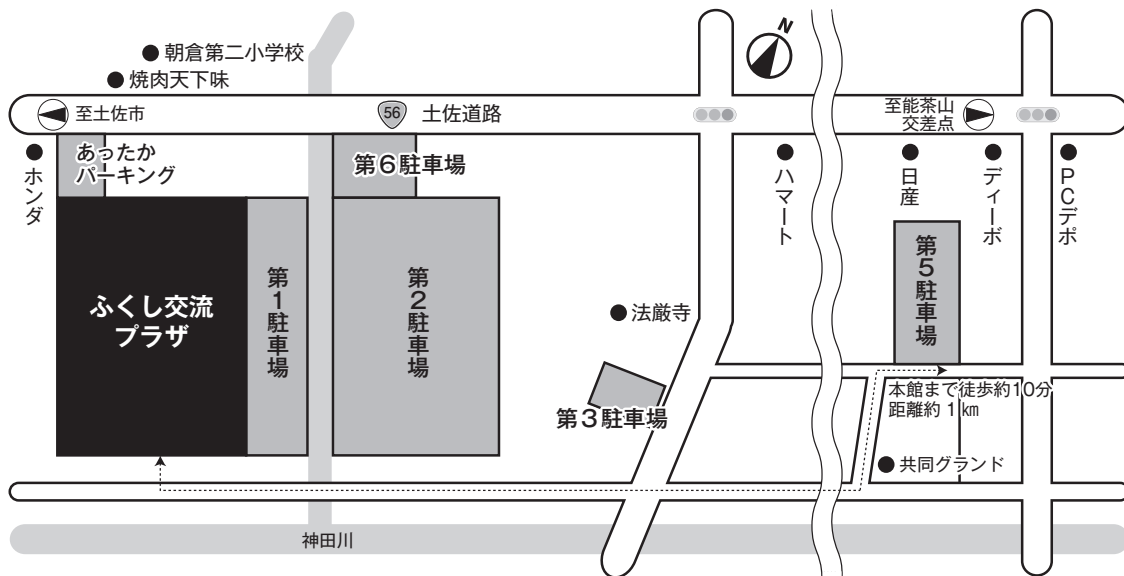 N
朝倉第二小学校
焼肉天下味
至土佐市
56
土佐道路
至能茶山
交差点
ホンダ
あったか
パーキング
第6駐車場
ハマート
日産
ディーボ
PCデポ
ふくし交流
プラザ
第1駐車場
第2駐車場
第5駐車場
法厳寺
第3駐車場
本館まで徒歩約10分
距離約1㎞
共同グランド
神田川